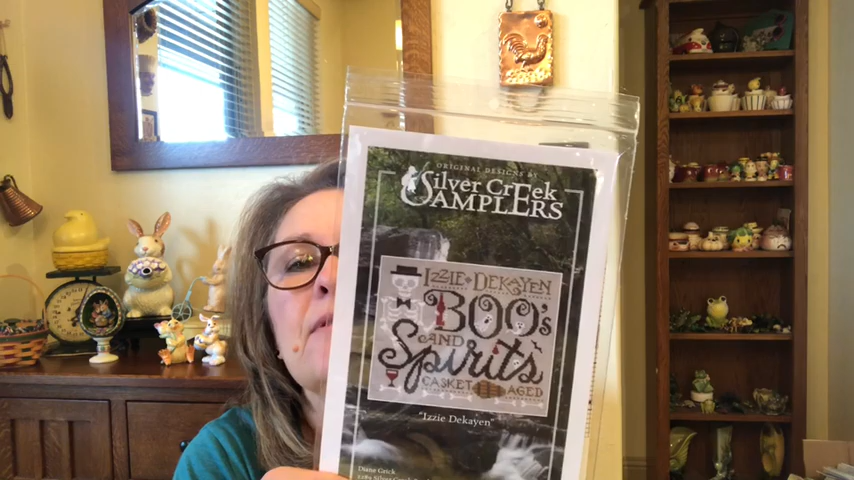 ORIGINAL DESIGNS BY
Silver Creek
SAMPLERS
IZZIE DEKAYEN
BOO's
AND
Spirits
CASKET AGED
"Izzie Dekayen"
Diane Grick